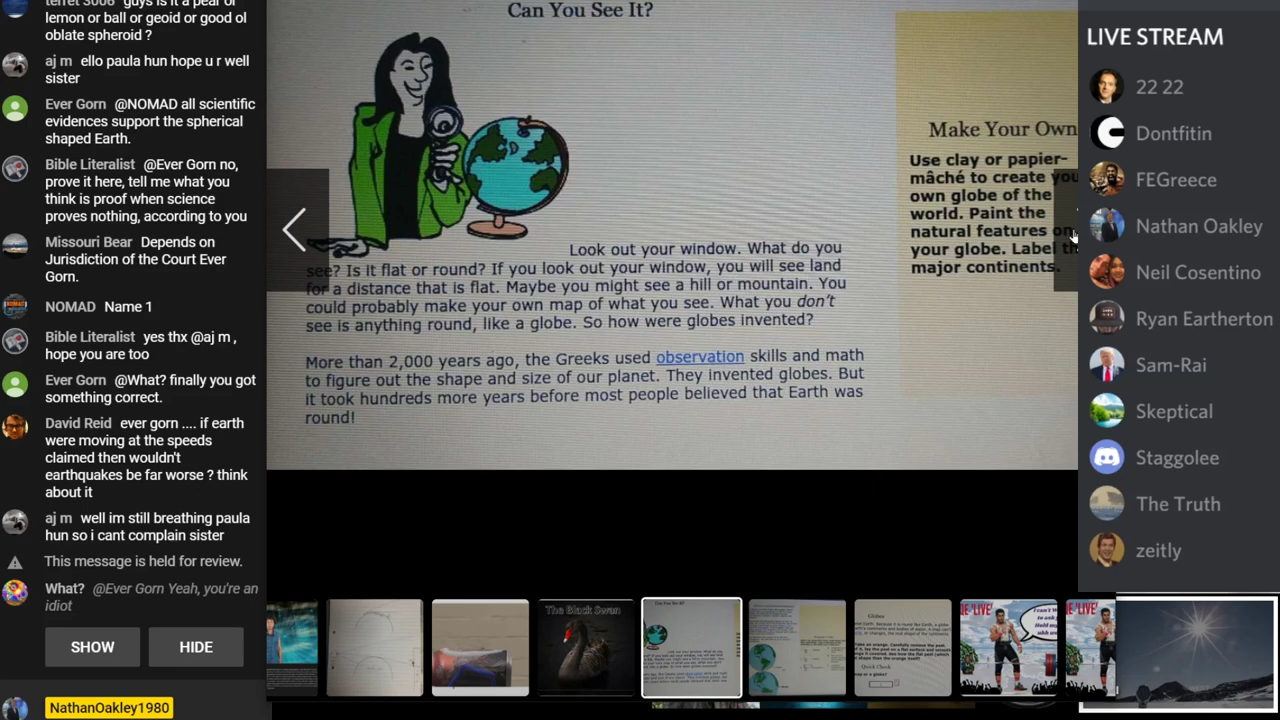 terret 3006 guys is it a pear or
lemon or ball or geoid or good ol
oblate spheroid ?
aj m ello paula hun hope u r well
sister
Ever Gorn @NOMAD all scientific
evidences support the spherical
shaped Earth.
Bible Literalist @Ever Gorn no,
prove it here, tell me what you
think is proof when science
proves nothing, according to you
Missouri Bear Depends on
Jurisdiction of the Court Ever
Gorn.
NOMAD Name 1
Bible Literalist yes thx @aj m ,
hope you are too
Ever Gorn @What? finally you got
something correct.
David Reid ever gorn .... if earth
were moving at the speeds
claimed then wouldn't
earthquakes be far worse ? think
about it
aj m well im still breathing paula
hun so i cant complain sister
This message is held for review.
What? @Ever Gorn Yeah, you're an
idiot
SHOW HIDE
NathanOakley1980
Can You See It?
Look out your window. What do you
see? Is it flat or round? If you look out your window, you will see land
for a distance that is flat. Maybe you might see a hill or mountain. You
could probably make your own map of what you see. What you don't
see is anything round, like a globe. So how were globes invented?
More than 2,000 years ago, the Greeks used observation skills and math
to figure out the shape and size of our planet. They invented globes. But
it took hundreds more years before most people believed that Earth was
round!
Make Your Own
Use clay or papier-
mâché to create you
own globe of the
world. Paint the
natural features on
your globe. Label th
major continents.
The Black Swan
Can You See It?
Globes
Quick Check
LIVE STREAM
22 22
Dontfitin
FEGreece
Nathan Oakley
Neil Cosentino
Ryan Eartherton
Sam-Rai
Skeptical
Staggolee
The Truth
zeitly